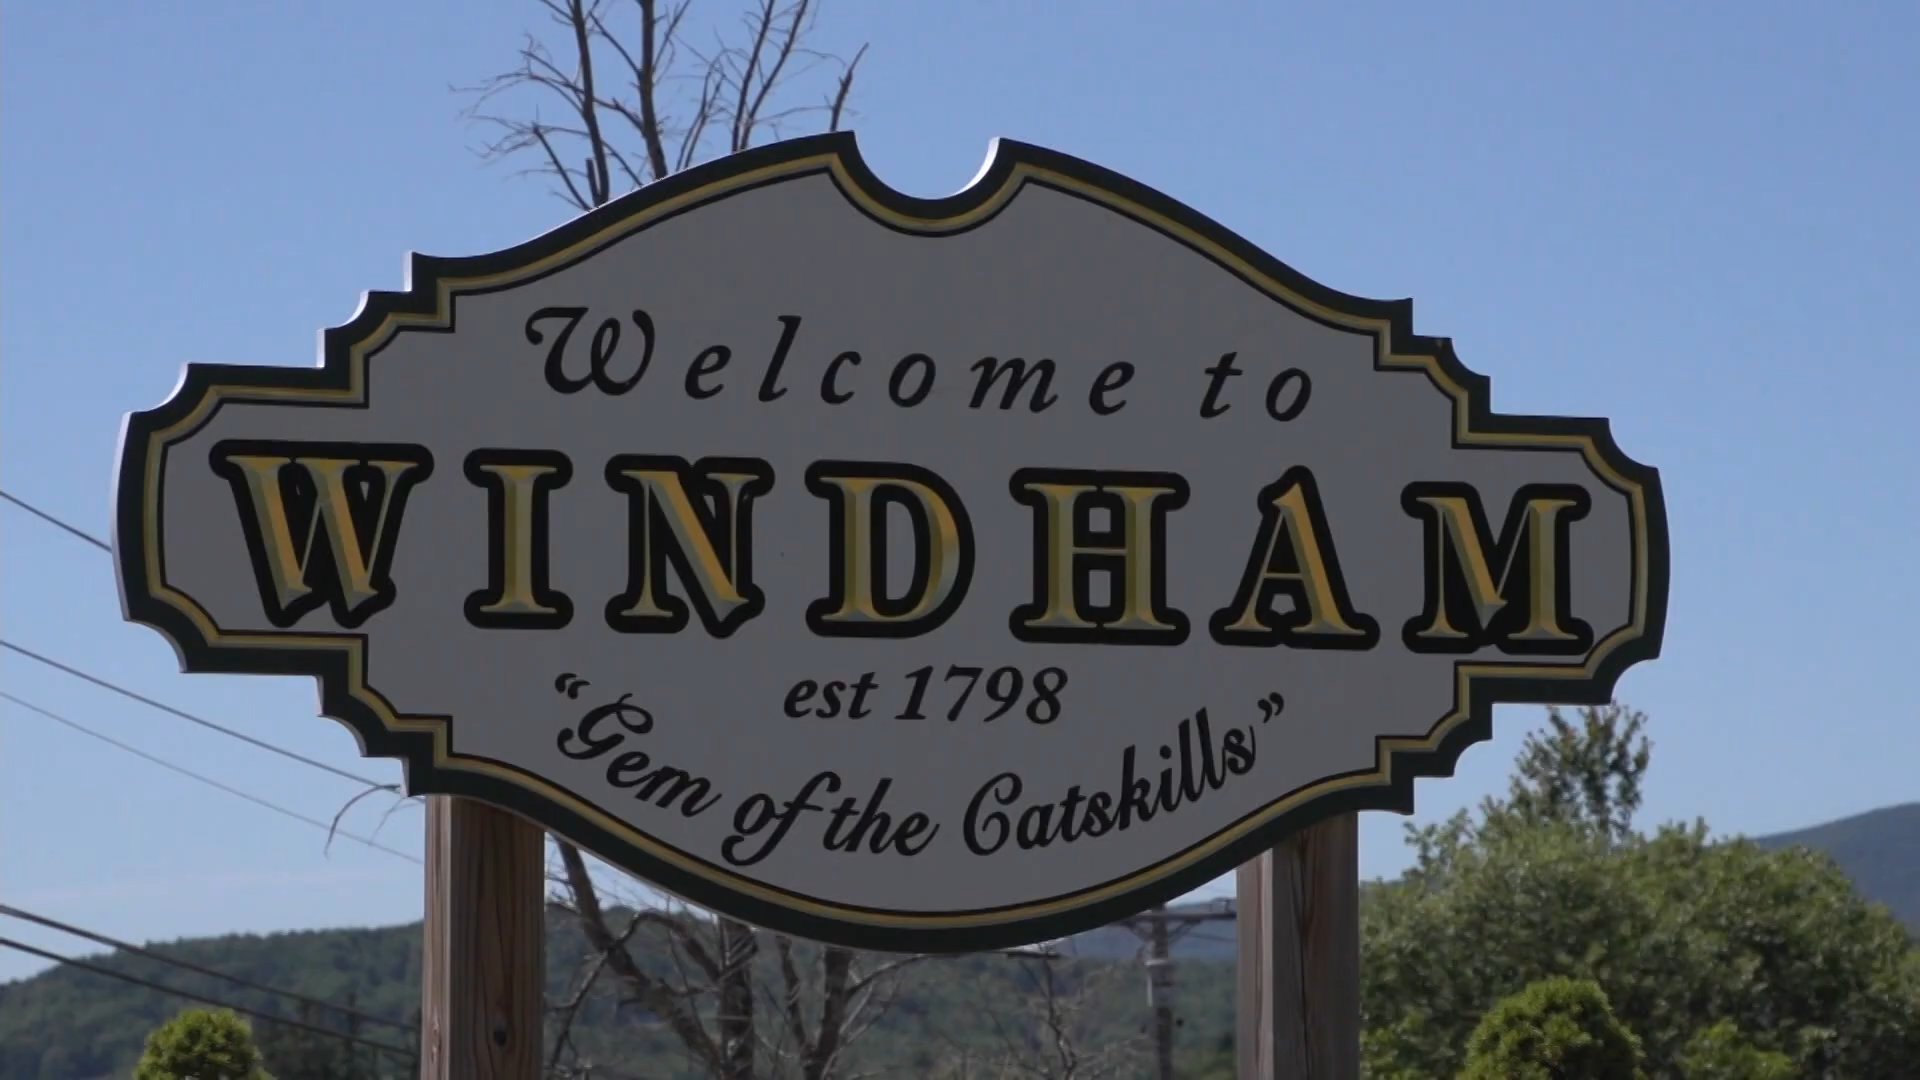 Welcome to
WINDHAM
est 1798
“Gem of the Catskills”